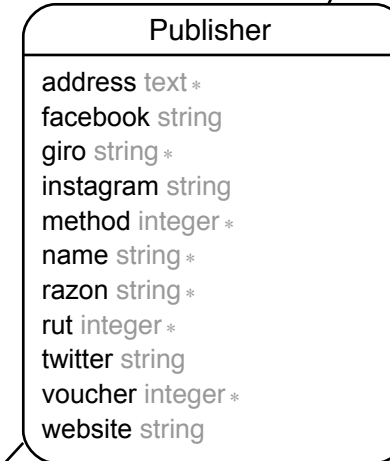 Publisher
address text *
facebook string
giro string *
instagram string
method integer *
name string *
razon string *
rut integer *
twitter string
voucher integer *
website string